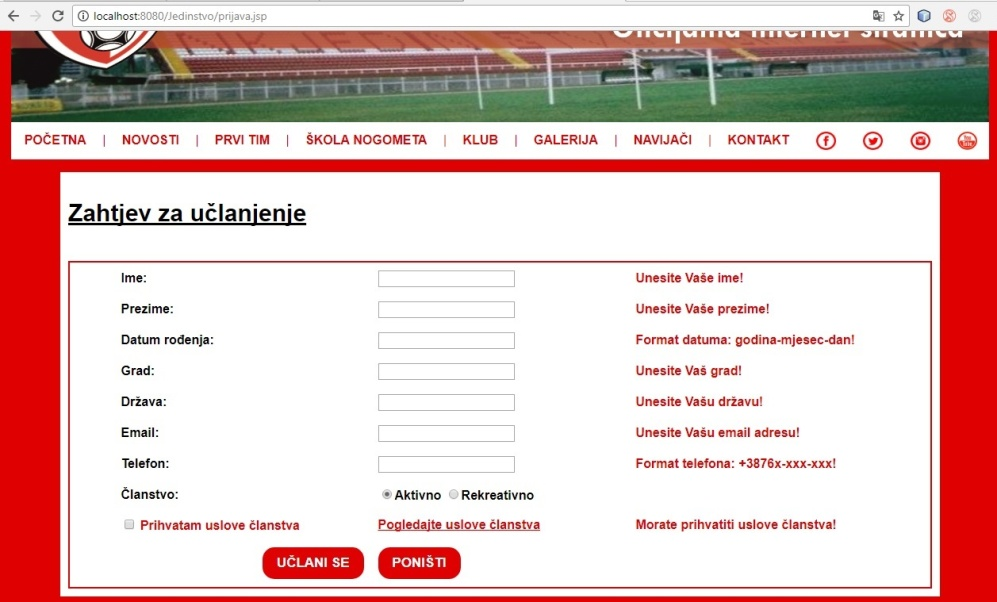 localhost:8080/Jedinstvo/prijava.jsp
POČETNA | NOVOSTI | PRVI TIM | ŠKOLA NOGOMETA | KLUB | GALERIJA | NAVIJAČI | KONTAKT
Zahtjev za učlanjenje
Ime: Unesite Vaše ime!
Prezime: Unesite Vaše prezime!
Datum rođenja: Format datuma: godina-mjesec-dan!
Grad: Unesite Vaš grad!
Država: Unesite Vašu državu!
Email: Unesite Vašu email adresu!
Telefon: Format telefona: +3876x-xxx-xxx!
Članstvo: Aktivno Rekreativno
Prihvatam uslove članstva Pogledajte uslove članstva Morate prihvatiti uslove članstva!
UČLANI SE PONIŠTI